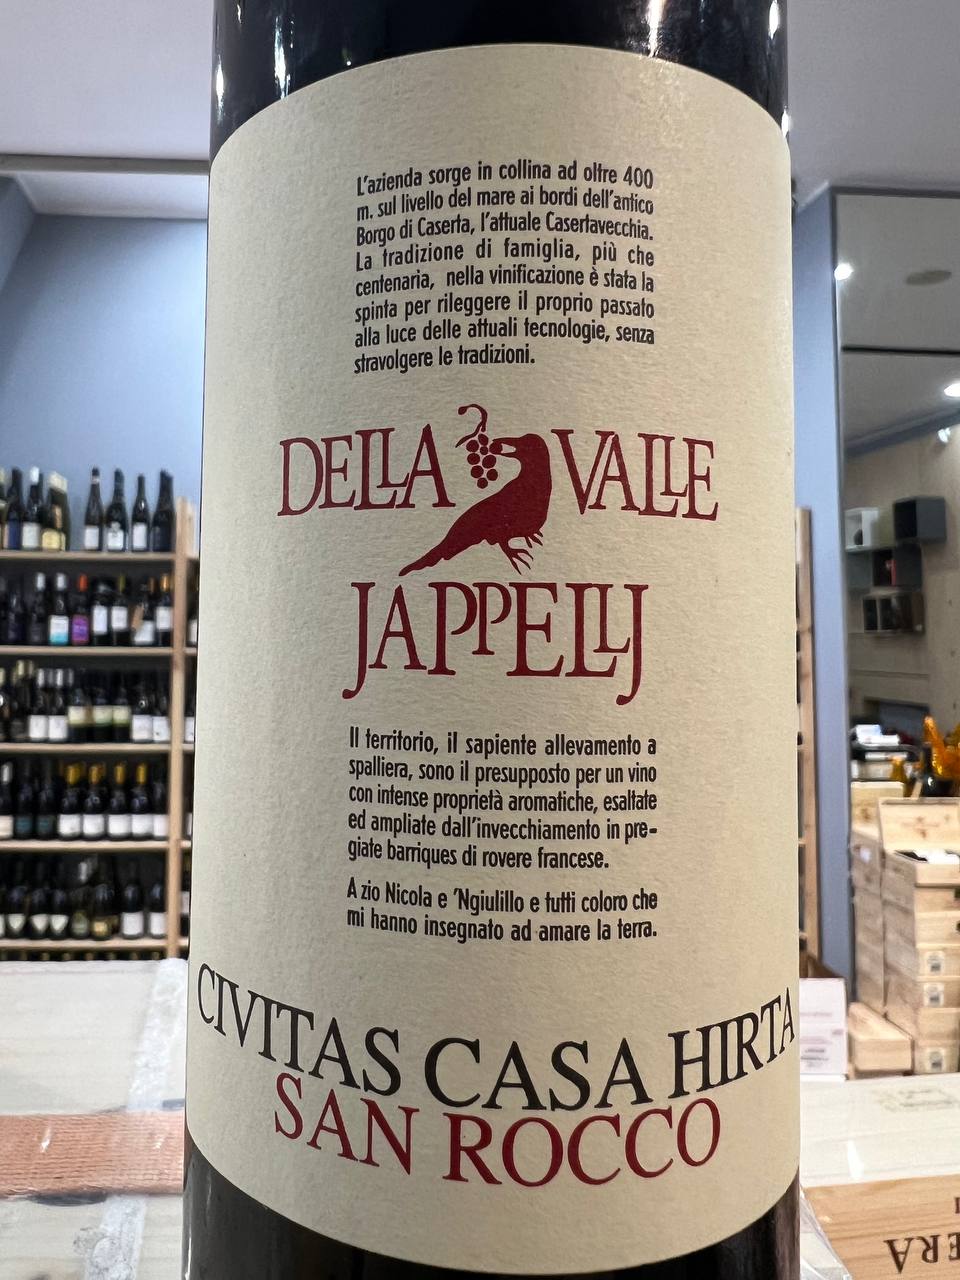 L'azienda sorge in collina ad oltre 400
m. sul livello del mare ai bordi dell'antico
Borgo di Caserta, l'attuale Casertavecchia.
La tradizione di famiglia, più che
centenaria, nella vinificazione è stata la
spinta per rileggere il proprio passato
alla luce delle attuali tecnologie, senza
stravolgere le tradizioni.
DELLA VALLE
JAPPELLJ
Il territorio, il sapiente allevamento a
spalliera, sono il presupposto per un vino
con intense proprietà aromatiche, esaltate
ed ampliate dall'invecchiamento in pre-
giate barriques di rovere francese.
A zio Nicola e 'Ngiulillo e tutti coloro che
mi hanno insegnato ad amare la terra.
CIVITAS CASA HIRTA
SAN ROCCO